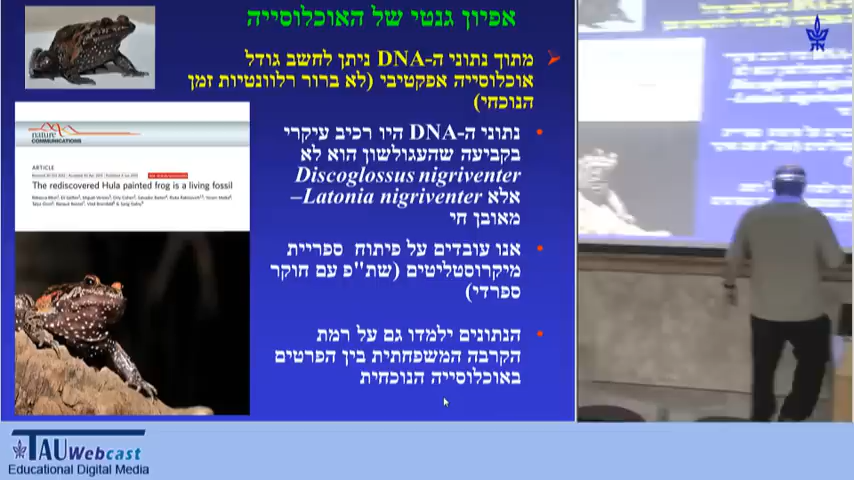 אפיון גנטי של האוכלוסייה
מתוך נתוני ה-DNA ניתן לחשב גודל
אוכלוסייה אפקטיבי (לא ברור רלוונטיות זמן
הנוכחי)
נתוני ה-DNA היו רכיב עיקרי
בקביעה שהעגולשון הוא לא
Discoglossus nigriventer
אלא Latonia nigriventer–
מאובן חי
אנו עובדים על פיתוח ספריית
מיקרוסטליטים (שת"פ עם חוקר
ספרדי)
הנתונים ילמדו גם על רמת
הקרבה המשפחתית בין הפרטים
באוכלוסייה הנוכחית
nature
COMMUNICATIONS
ARTICLE
The rediscovered Hula painted frog is a living fossil
TAU Webcast
Educational Digital Media